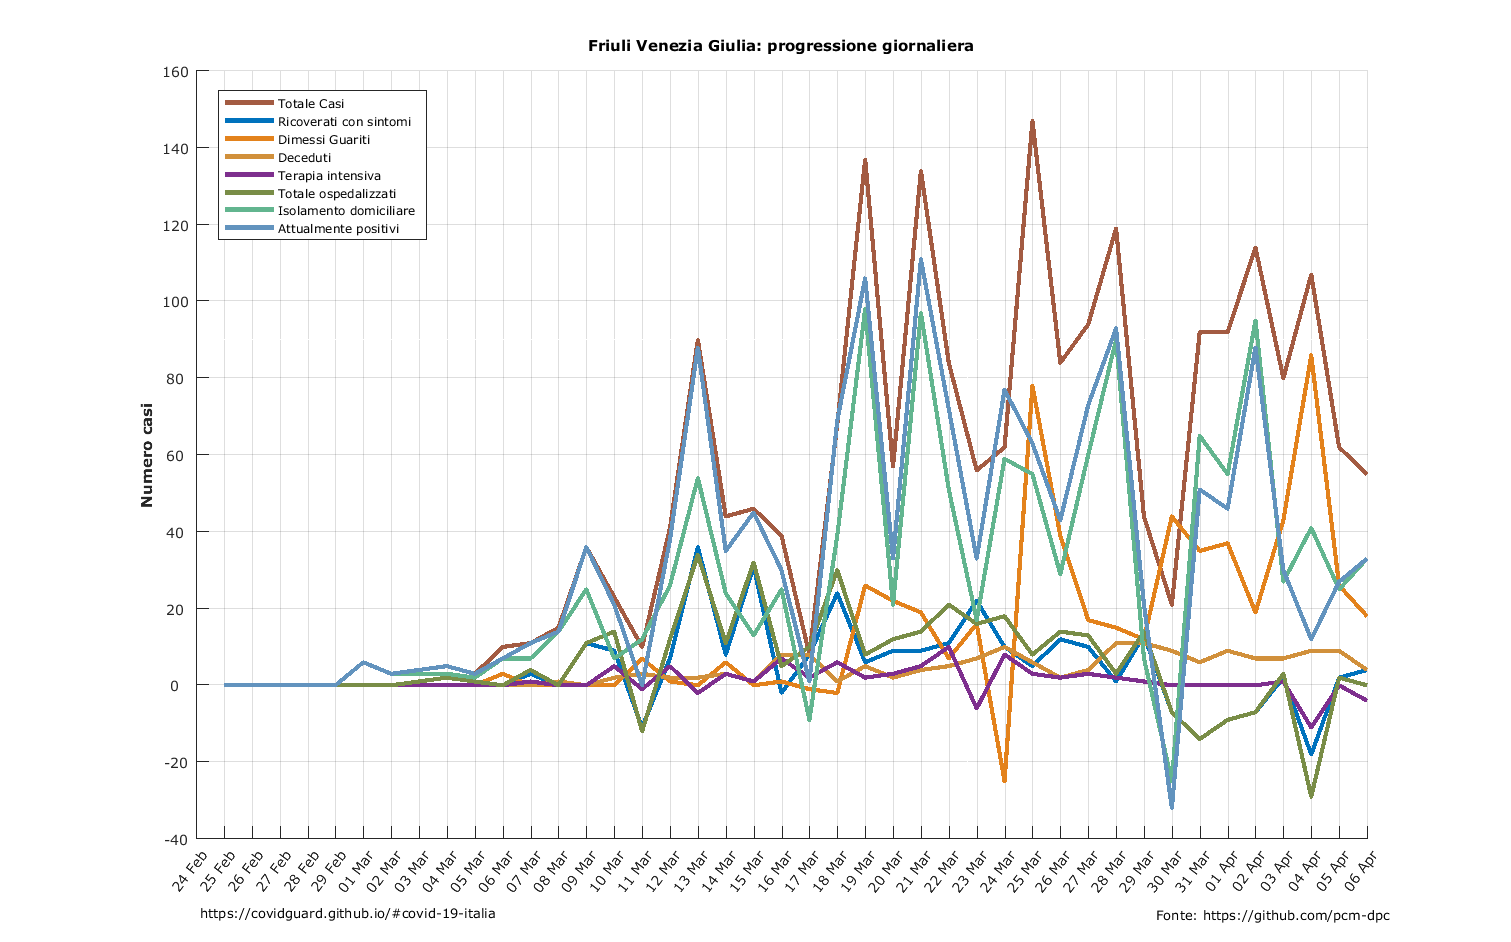 Friuli Venezia Giulia: progressione giornaliera
160
140
120
100
80
60
40
20
0
-20
-40
Numero casi
Totale Casi
Ricoverati con sintomi
Dimessi Guariti
Deceduti
Terapia intensiva
Totale ospedalizzati
Isolamento domiciliare
Attualmente positivi
24 Feb
25 Feb
26 Feb
27 Feb
28 Feb
29 Feb
01 Mar
02 Mar
03 Mar
04 Mar
05 Mar
06 Mar
07 Mar
08 Mar
09 Mar
10 Mar
11 Mar
12 Mar
13 Mar
14 Mar
15 Mar
16 Mar
17 Mar
18 Mar
19 Mar
20 Mar
21 Mar
22 Mar
23 Mar
24 Mar
25 Mar
26 Mar
27 Mar
28 Mar
29 Mar
30 Mar
31 Mar
01 Apr
02 Apr
03 Apr
04 Apr
05 Apr
06 Apr
https://covidguard.github.io/#covid-19-italia
Fonte: https://github.com/pcm-dpc